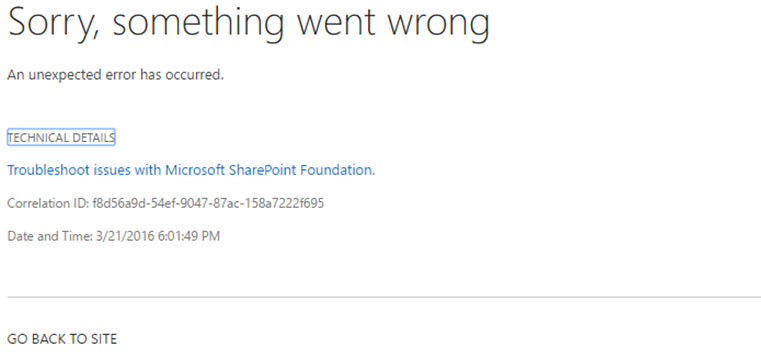 Sorry, something went wrong
An unexpected error has occurred.
TECHNICAL DETAILS
Troubleshoot issues with Microsoft SharePoint Foundation.
Correlation ID: f8d56a9d-54ef-9047-87ac-158a7222f695
Date and Time: 3/21/2016 6:01:49 PM
GO BACK TO SITE